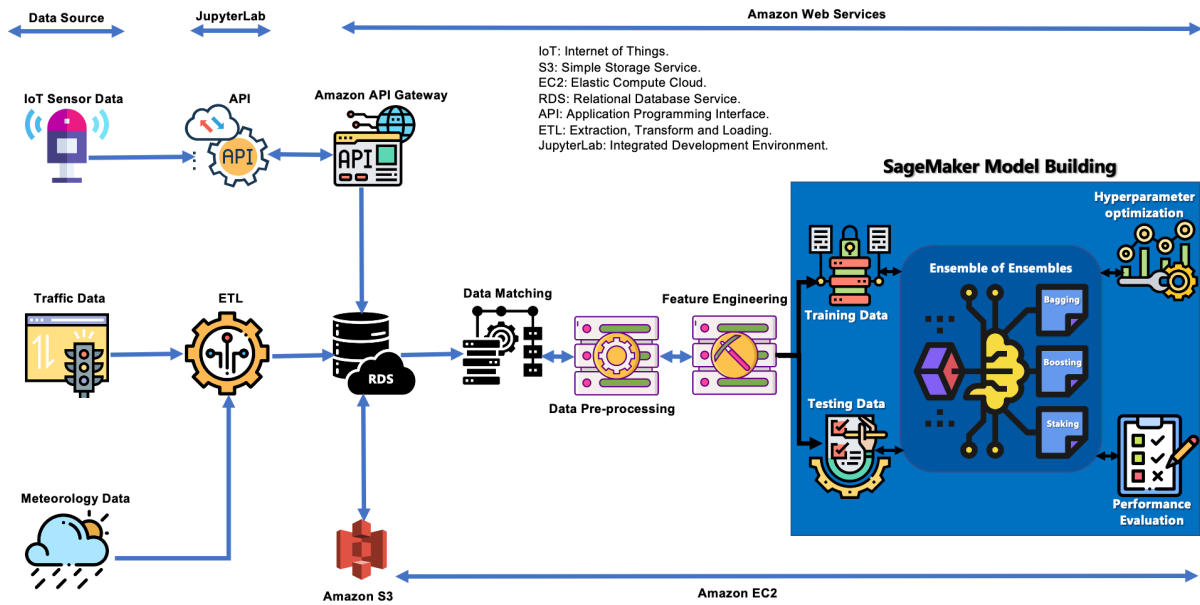 Data Source
JupyterLab
Amazon Web Services
IoT: Internet of Things.
S3: Simple Storage Service.
EC2: Elastic Compute Cloud.
RDS: Relational Database Service.
API: Application Programming Interface.
ETL: Extraction, Transform and Loading.
JupyterLab: Integrated Development Environment.
IoT Sensor Data
API
API
Amazon API Gateway
API
SageMaker Model Building
Hyperparameter
optimization
Ensemble of Ensembles
Training Data
Bagging
Boosting
Staking
Testing Data
Performance
Evaluation
Traffic Data
ETL
RDS
Data Matching
Data Pre-processing
Feature Engineering
Meteorology Data
Amazon S3
Amazon EC2